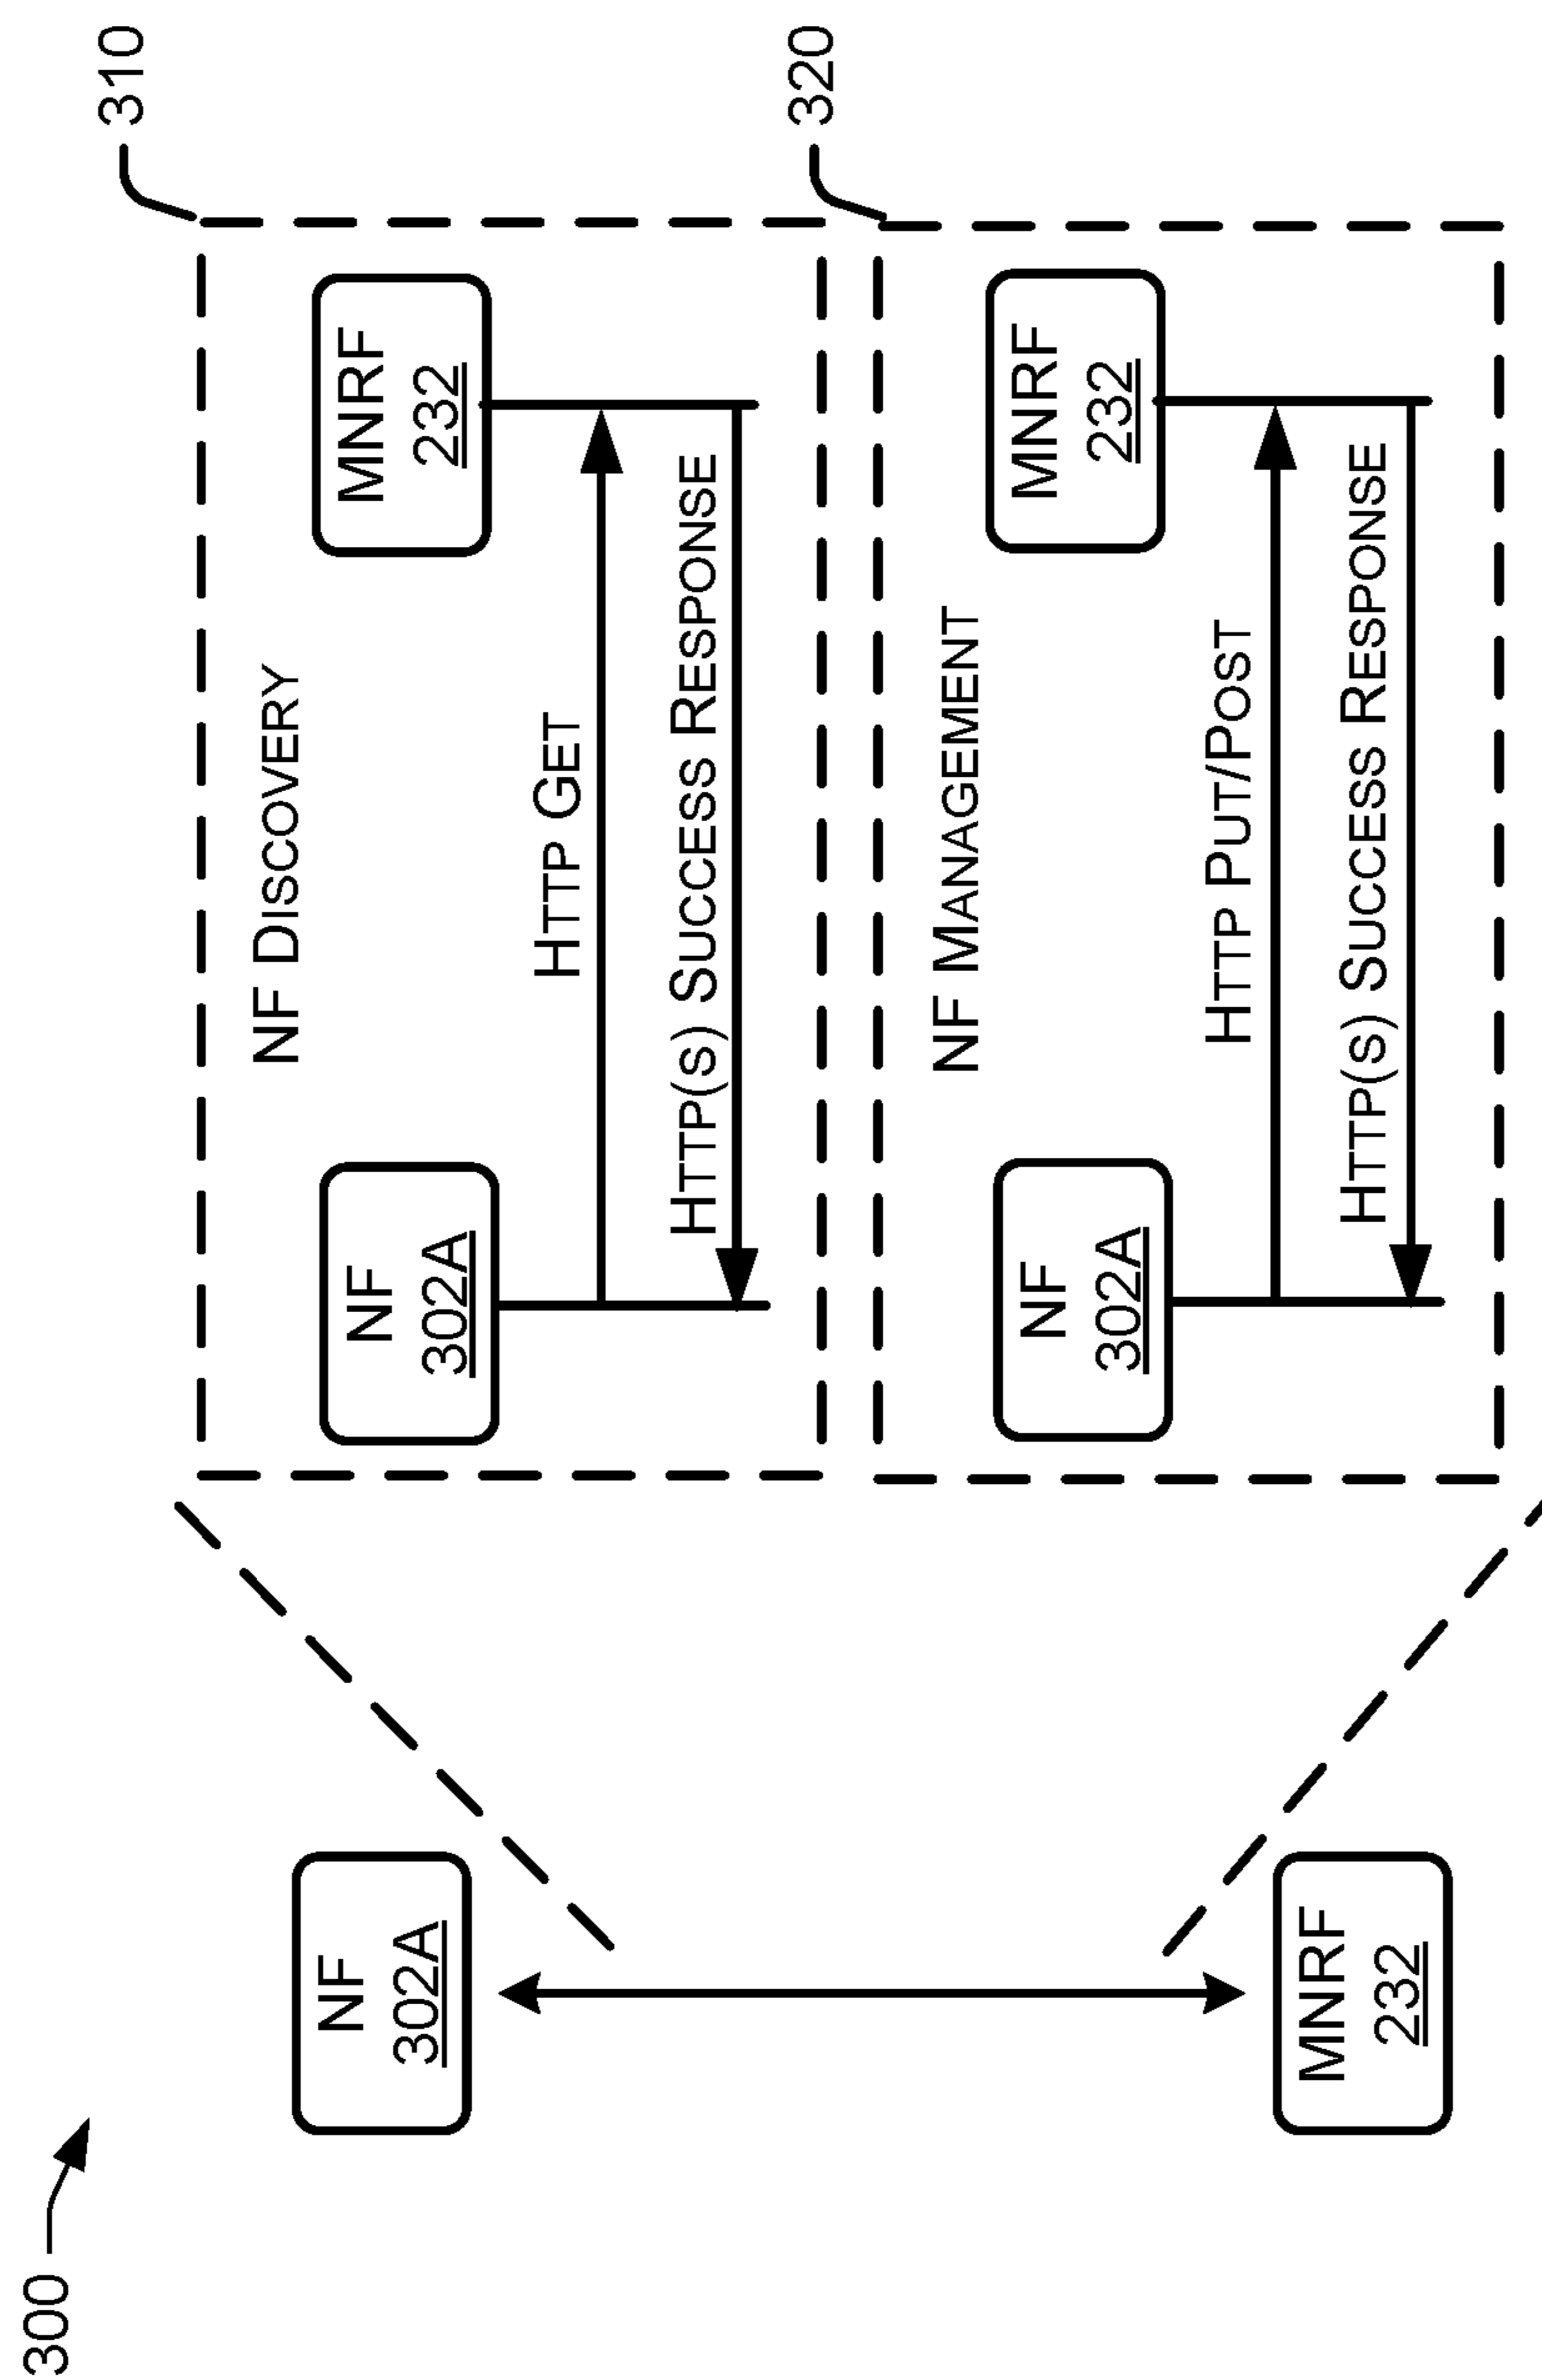 300
NF
302A
MNRF
232
310
NF DISCOVERY
NF
302A
MNRF
232
HTTP GET
HTTP(S) SUCCESS RESPONSE
320
NF MANAGEMENT
NF
302A
MNRF
232
HTTP PUT/POST
HTTP(S) SUCCESS RESPONSE